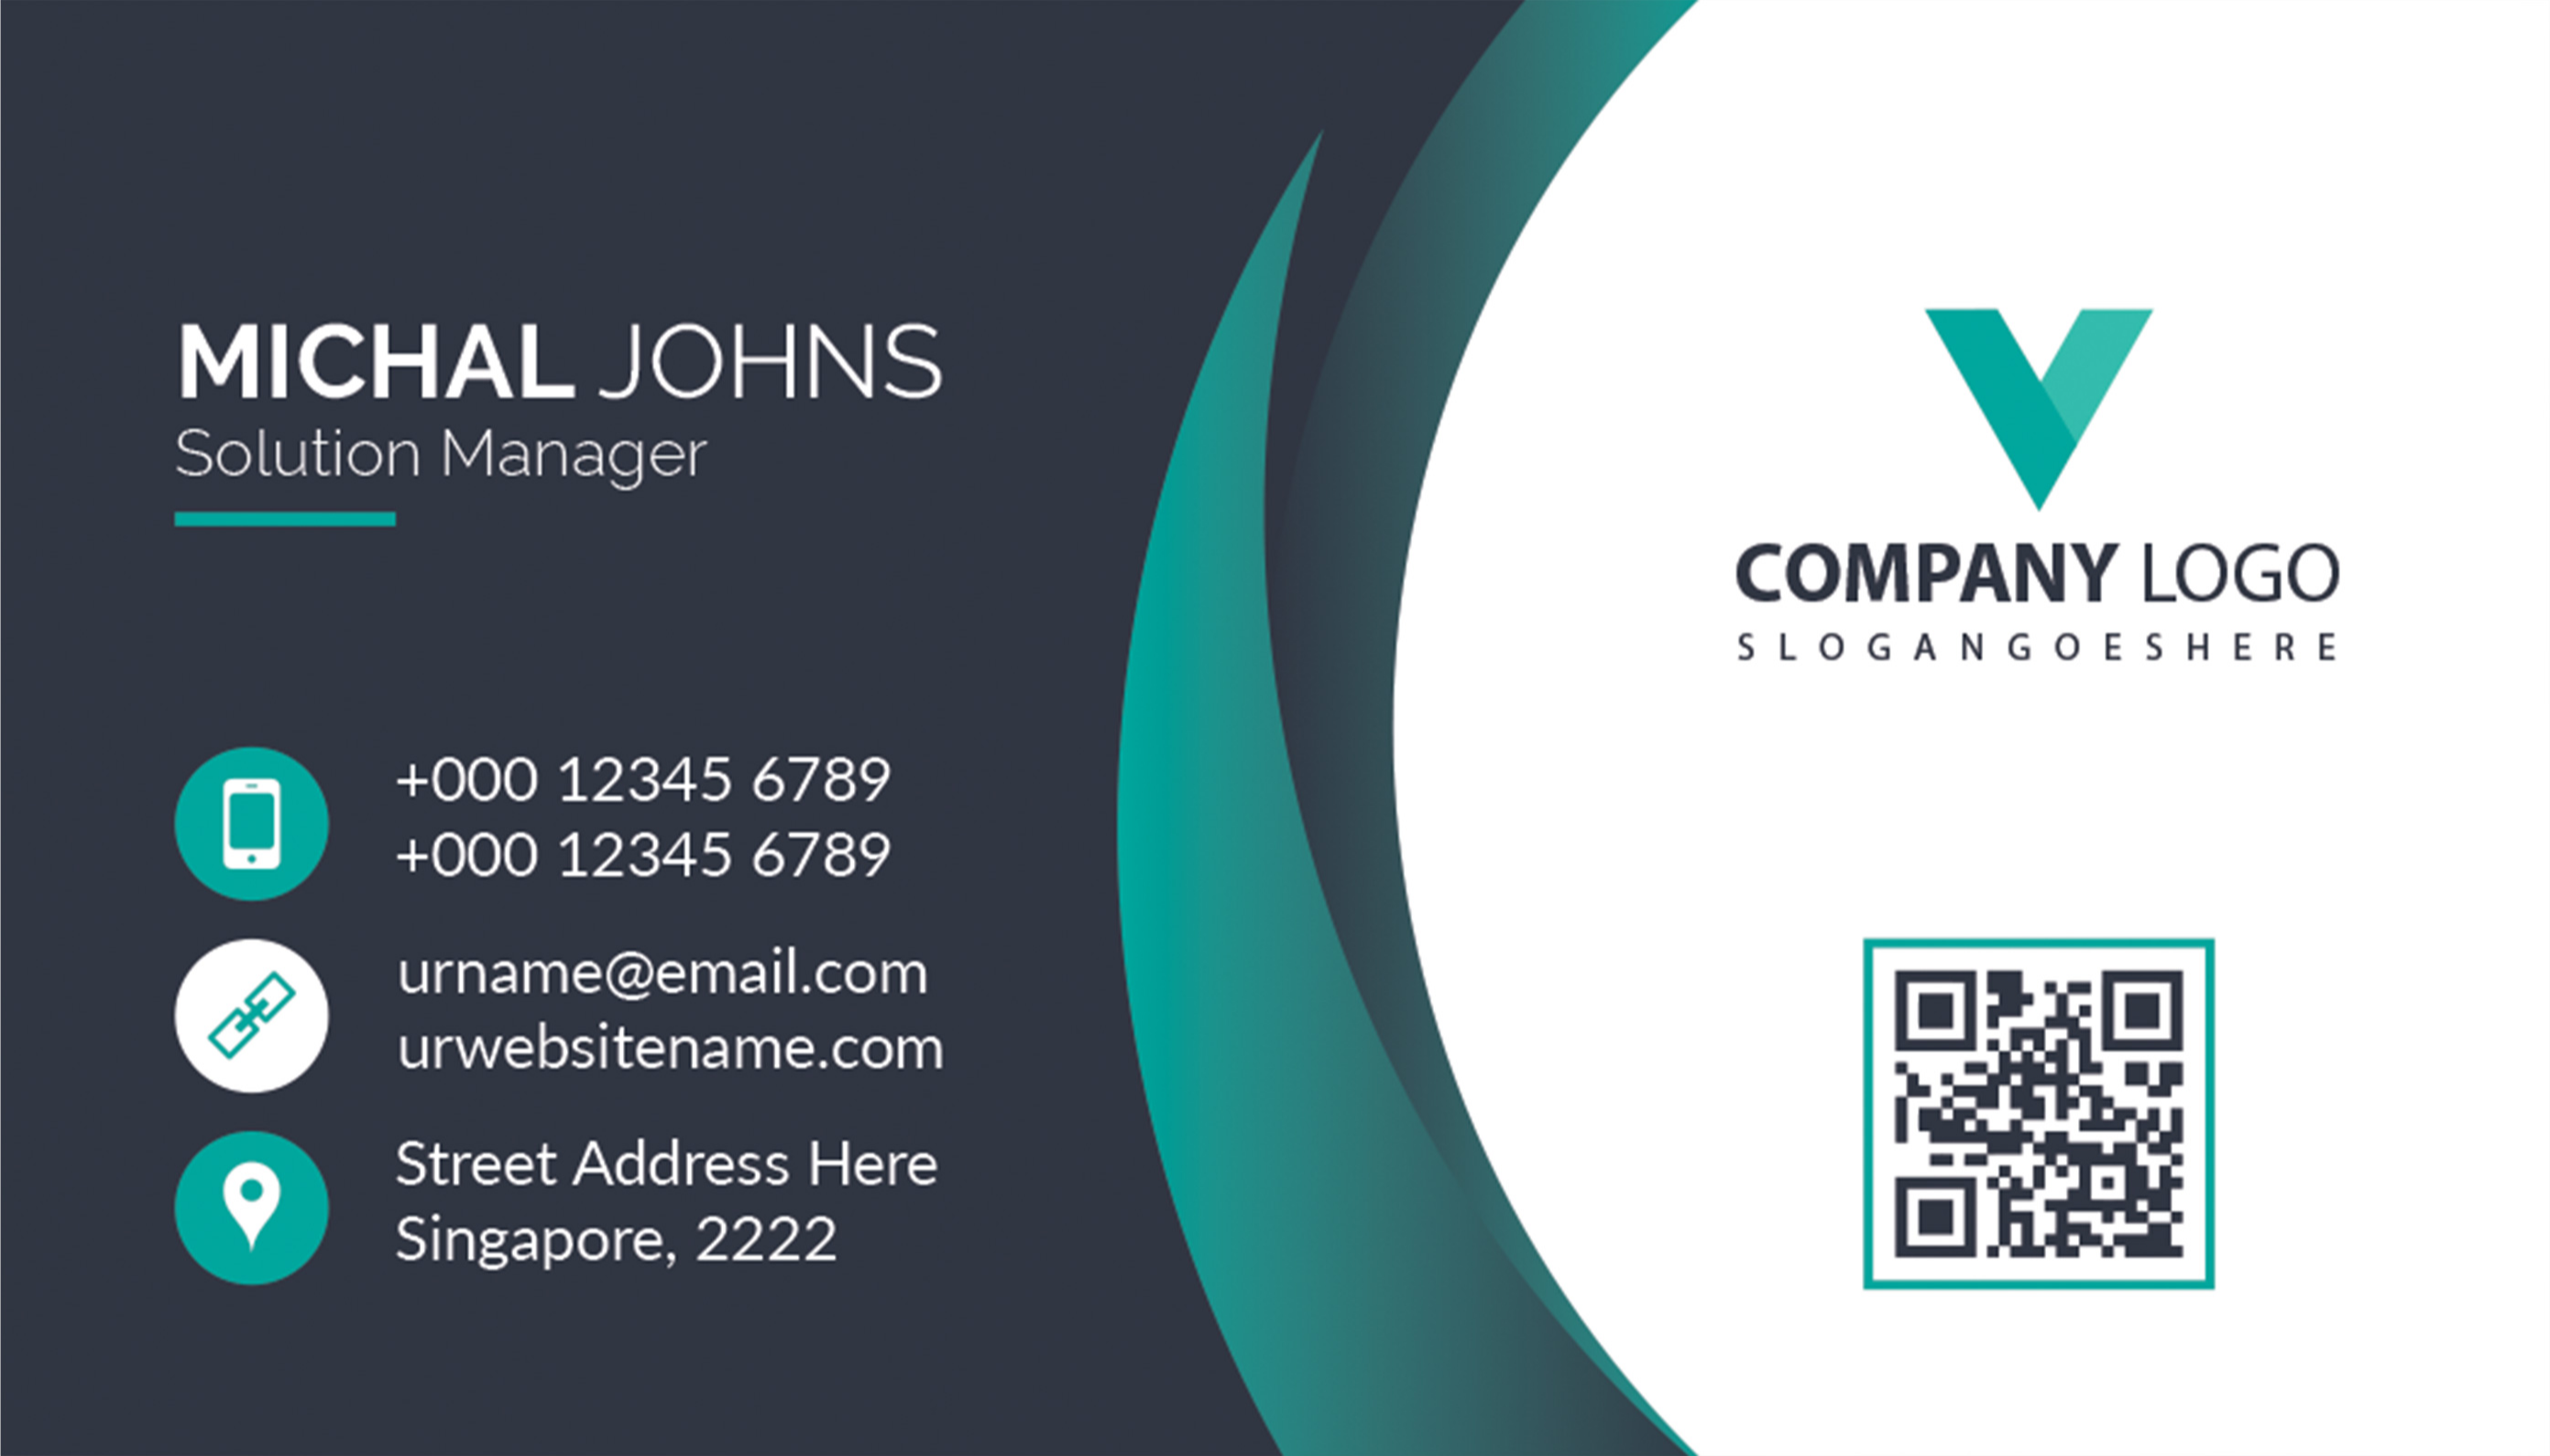 MICHAL JOHNS
Solution Manager
+000 12345 6789
+000 12345 6789
urname@email.com
urwebsitename.com
Street Address Here
Singapore, 2222
COMPANY LOGO
SLOGANGOESHERE